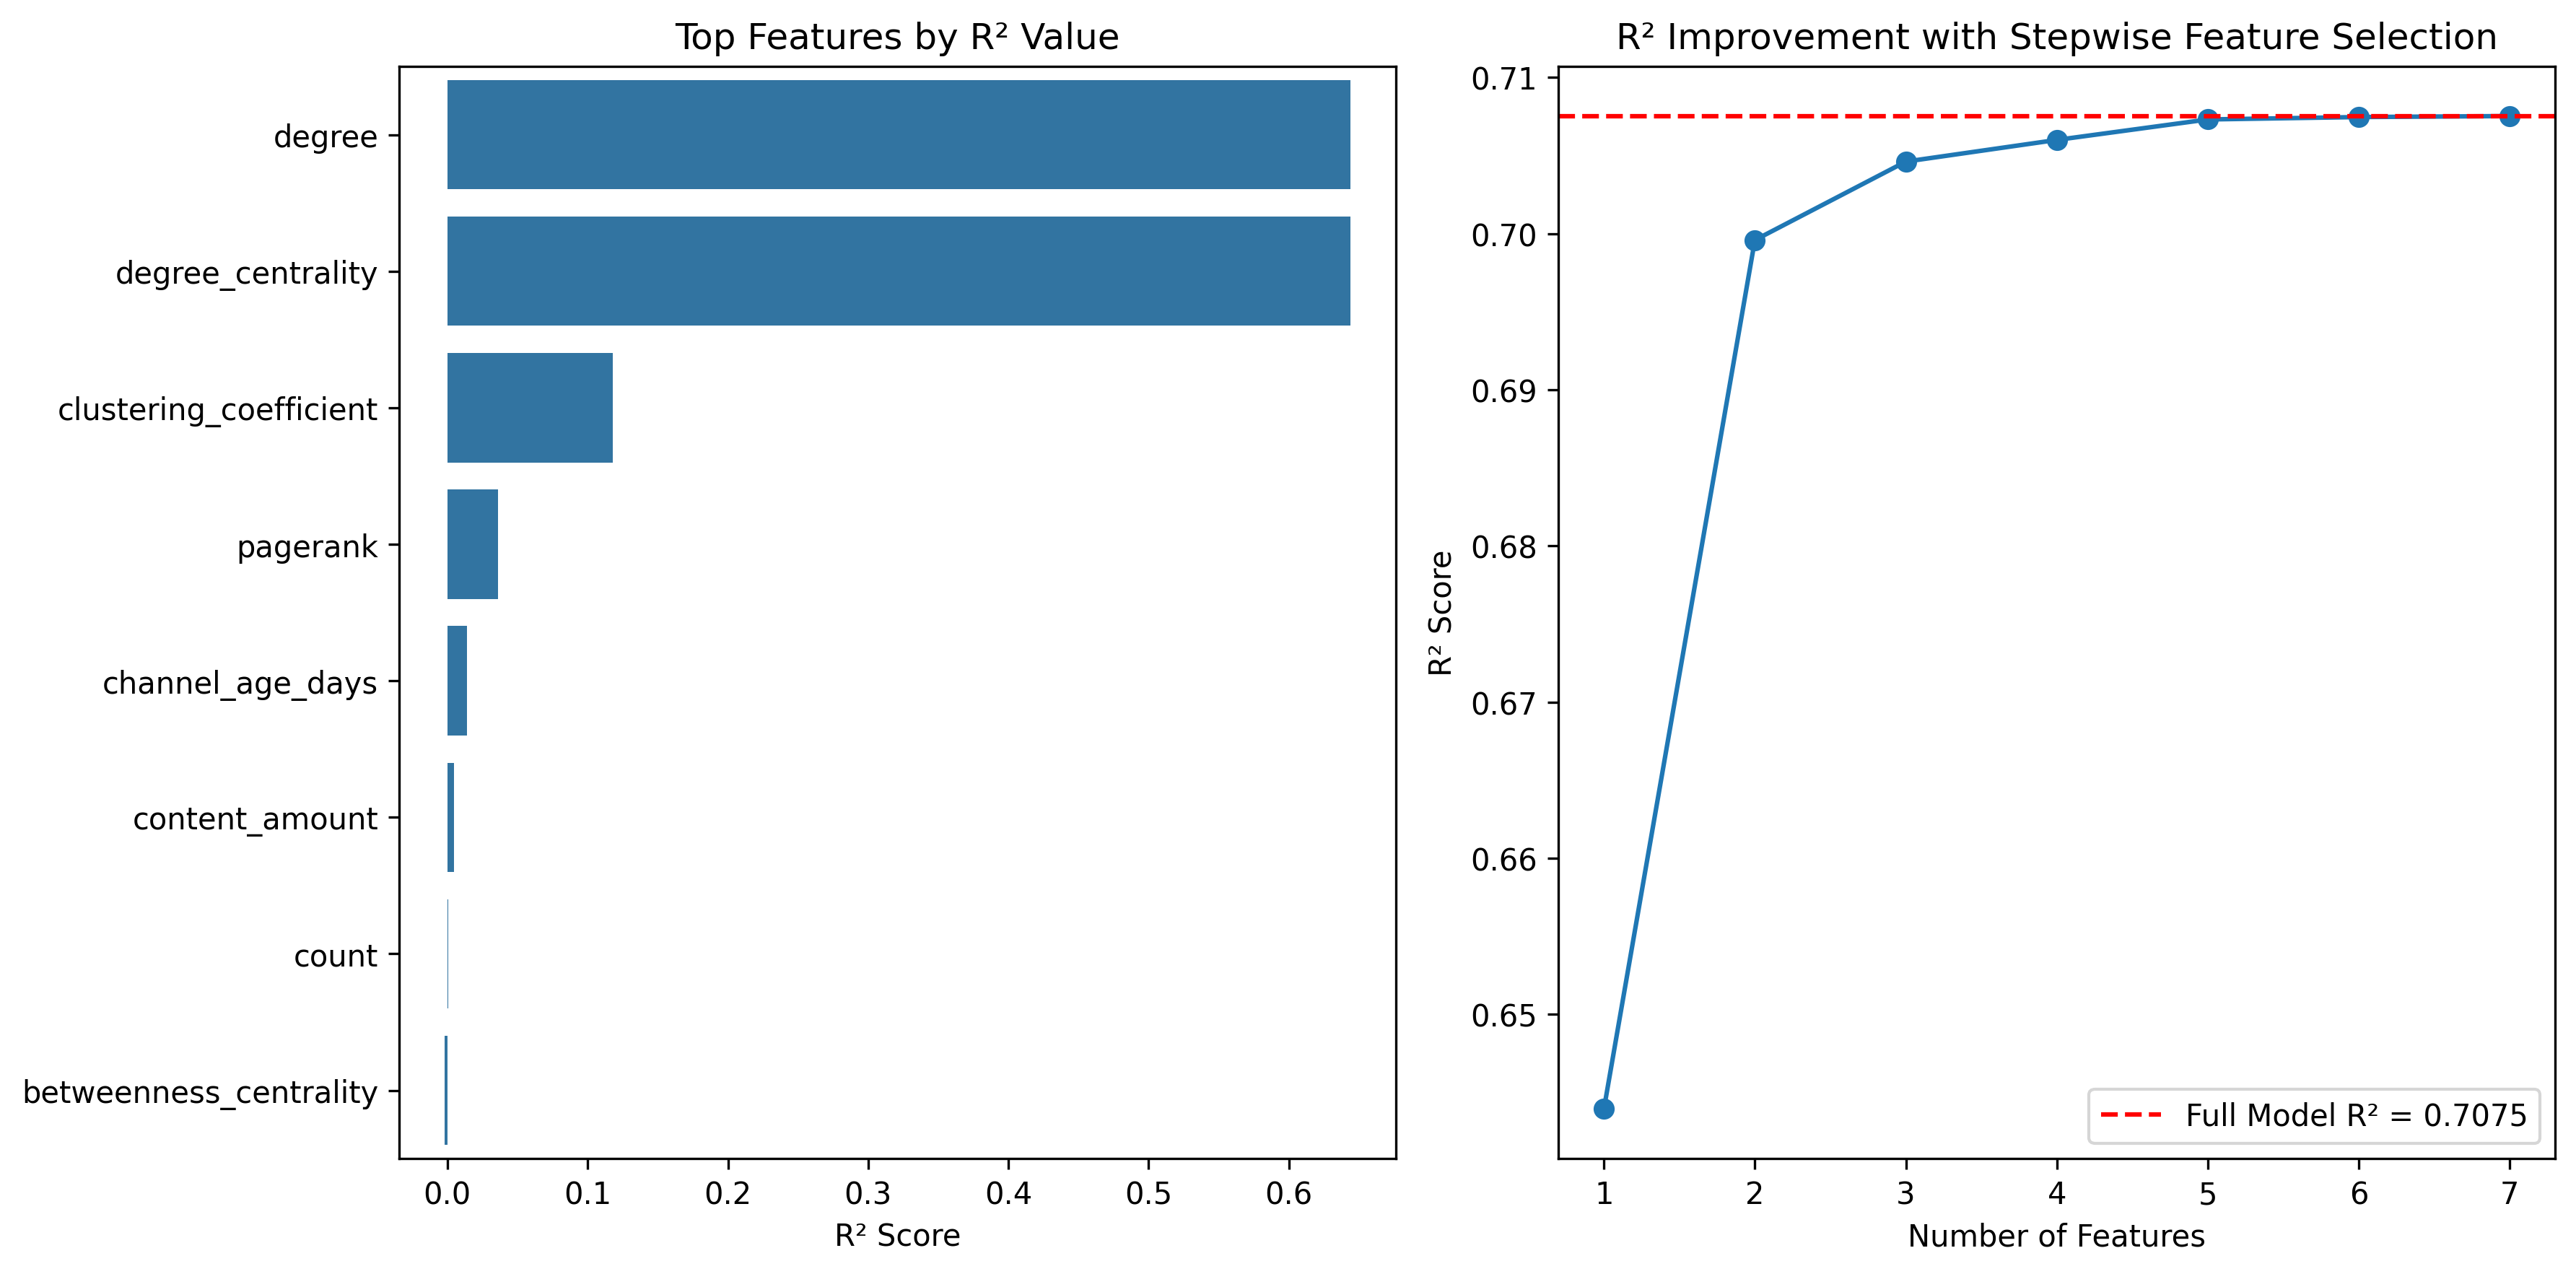 Top Features by R² Value
degree
degree_centrality
clustering_coefficient
pagerank
channel_age_days
content_amount
count
betweenness_centrality
0.0 0.1 0.2 0.3 0.4 0.5 0.6
R² Score
R² Improvement with Stepwise Feature Selection
R² Score
0.71
0.70
0.69
0.68
0.67
0.66
0.65
Full Model R² = 0.7075
1 2 3 4 5 6 7
Number of Features